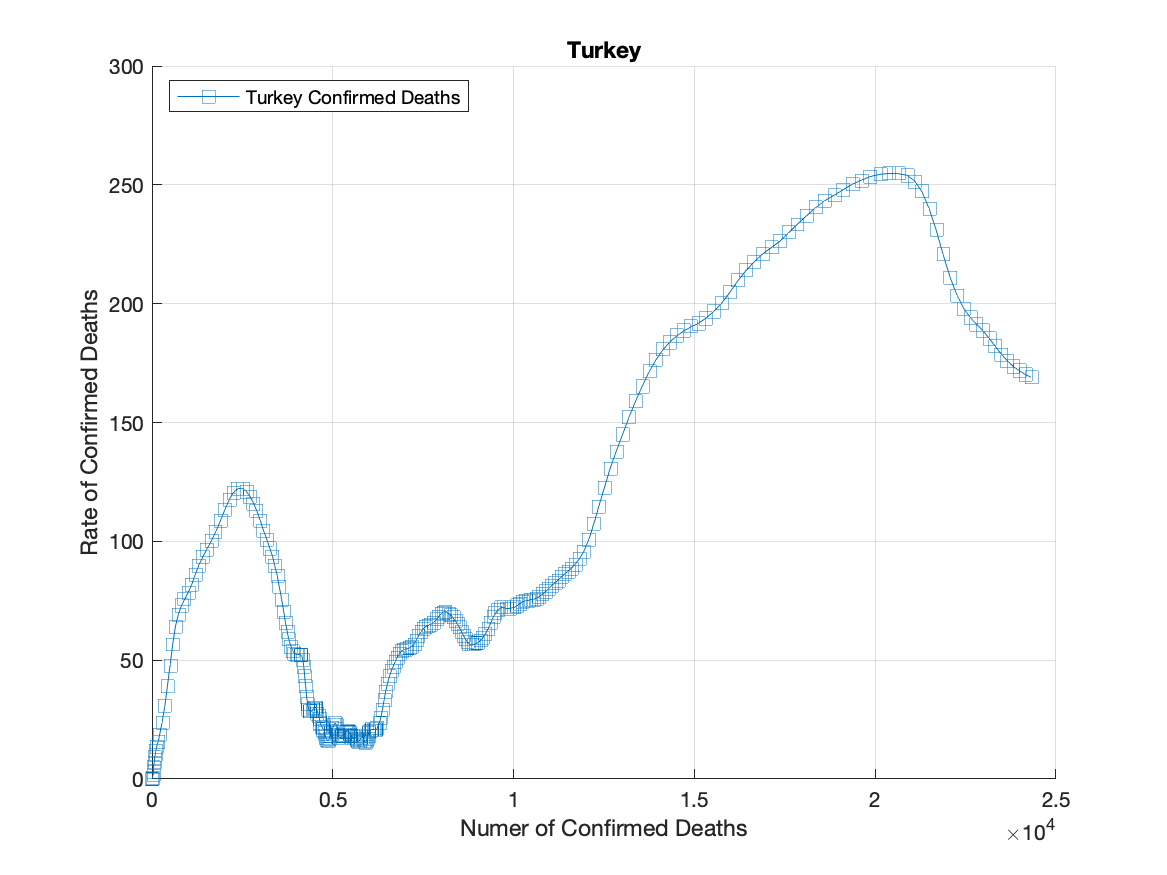 Turkey
Turkey Confirmed Deaths
300
250
200
150
100
50
0
Rate of Confirmed Deaths
0 0.5 1 1.5 2 2.5
Numer of Confirmed Deaths
×10⁴